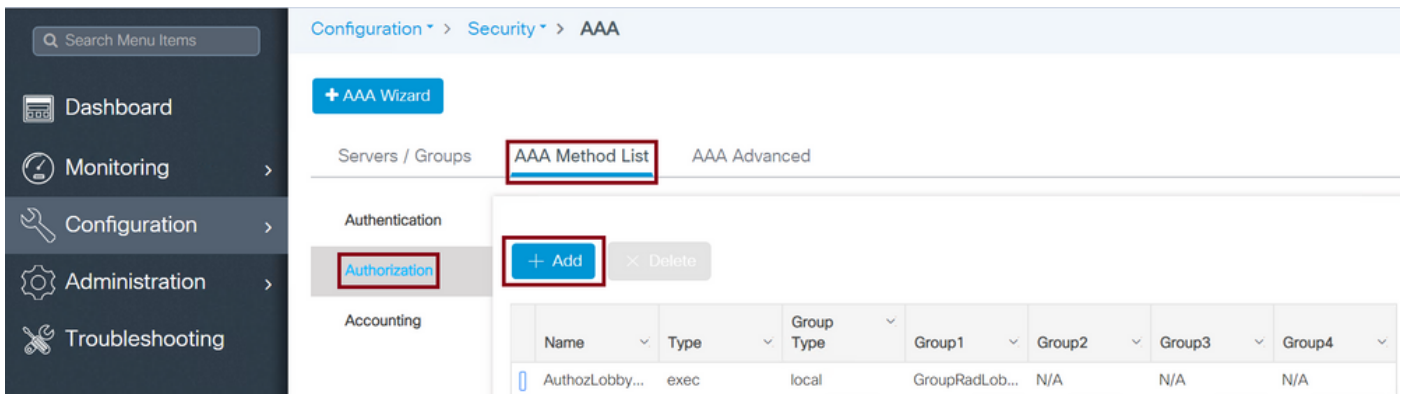 Search Menu Items
Dashboard
Monitoring
Configuration
Administration
Troubleshooting
Configuration > Security > AAA
+ AAA Wizard
Servers / Groups AAA Method List AAA Advanced
Authentication
Authorization
Accounting
+ Add × Delete
Name Type Group Type Group1 Group2 Group3 Group4
AuthozLobby... exec local GroupRadLob... N/A N/A N/A